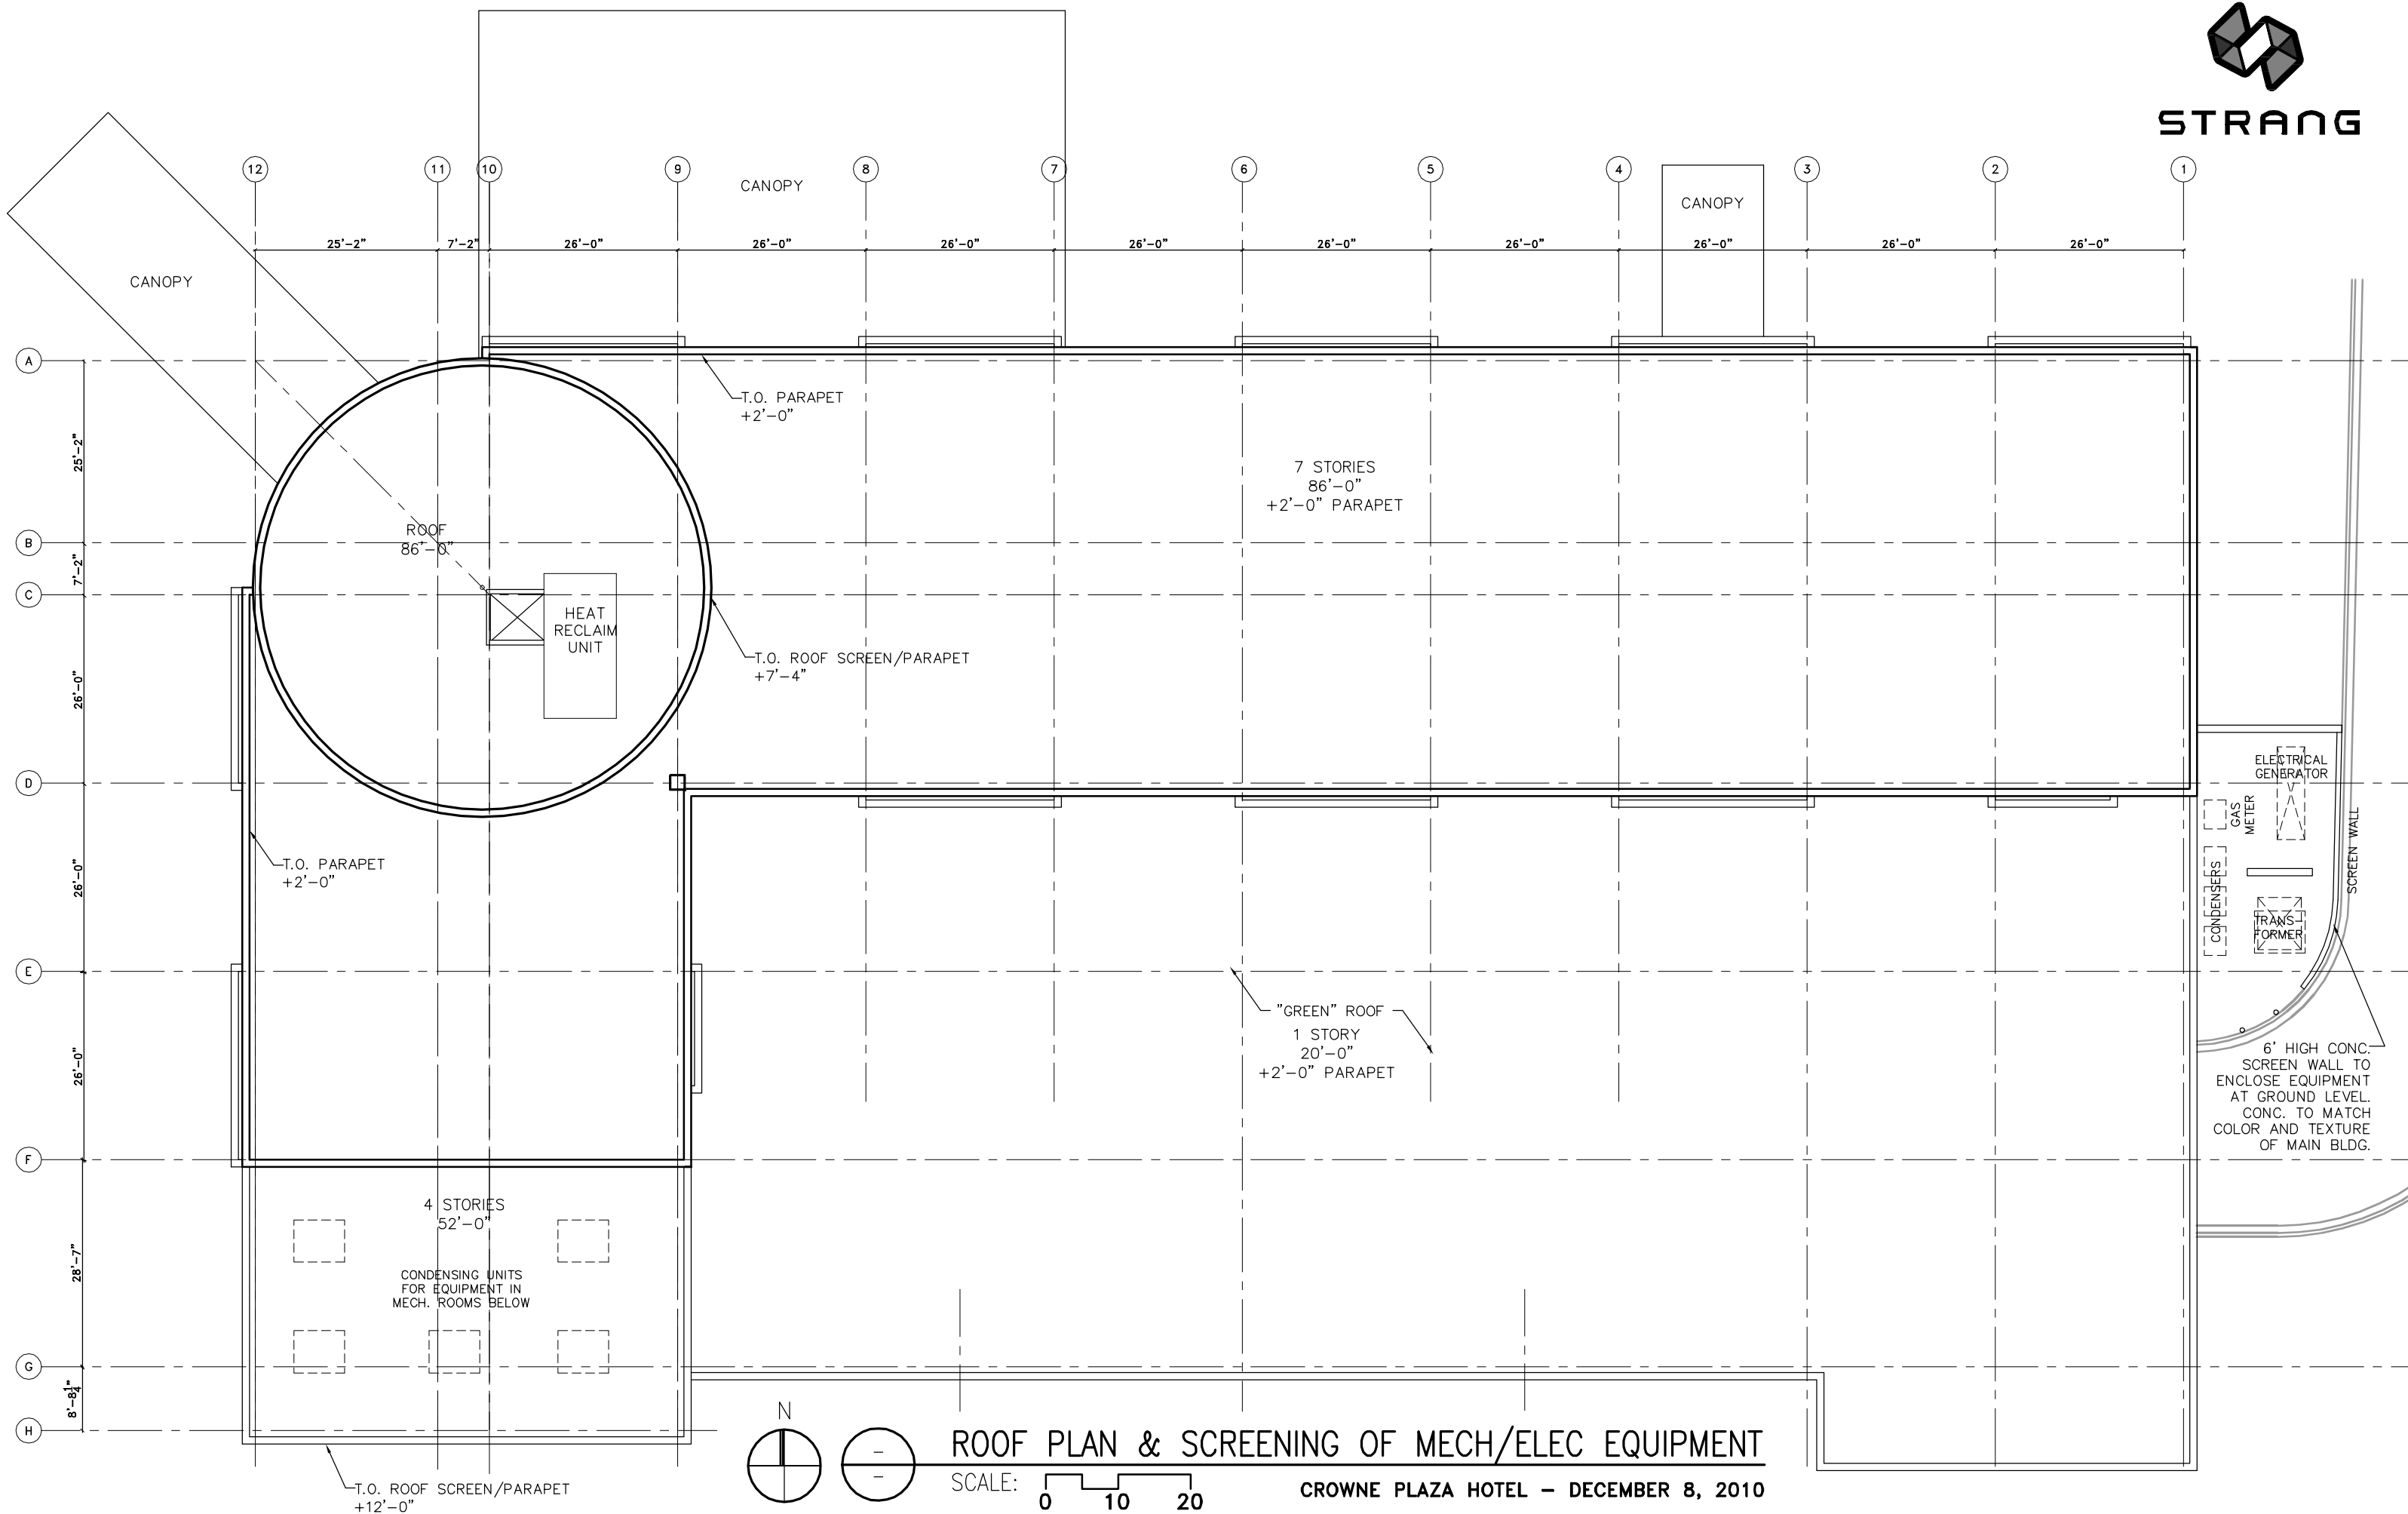 STRANG
12 11 10 9 8 7 6 5 4 3 2 1
CANOPY
CANOPY
CANOPY
25'-2" 7'-2" 26'-0" 26'-0" 26'-0" 26'-0" 26'-0" 26'-0" 26'-0" 26'-0" 26'-0"
A
B
C
D
E
F
G
H
25'-2"
7'-2"
26'-0"
26'-0"
26'-0"
28'-7"
8'-8¼"
T.O. PARAPET
+2'-0"
7 STORIES
86'-0"
+2'-0" PARAPET
ROOF
86'-0"
HEAT
RECLAIM
UNIT
T.O. ROOF SCREEN/PARAPET
+7'-4"
T.O. PARAPET
+2'-0"
ELECTRICAL
GENERATOR
GAS
METER
CONDENSERS
TRANS-
FORMER
SCREEN WALL
"GREEN" ROOF
1 STORY
20'-0"
+2'-0" PARAPET
6' HIGH CONC.
SCREEN WALL TO
ENCLOSE EQUIPMENT
AT GROUND LEVEL.
CONC. TO MATCH
COLOR AND TEXTURE
OF MAIN BLDG.
4 STORIES
52'-0"
CONDENSING UNITS
FOR EQUIPMENT IN
MECH. ROOMS BELOW
T.O. ROOF SCREEN/PARAPET
+12'-0"
N
ROOF PLAN & SCREENING OF MECH/ELEC EQUIPMENT
SCALE:
0 10 20
CROWNE PLAZA HOTEL – DECEMBER 8, 2010